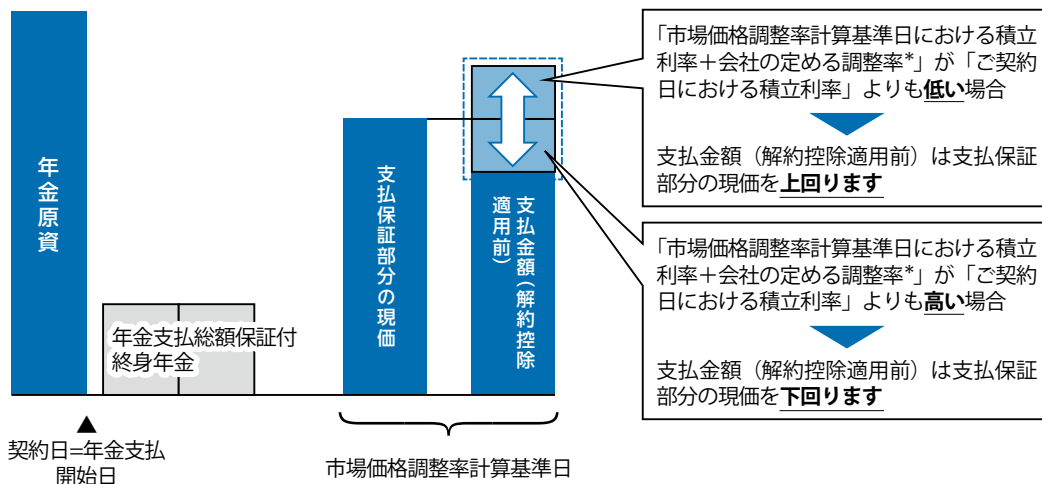 年金原資
年金支払総額保証付
終身年金
▲
契約日=年金支払
開始日
支払保証部分の現価
支払金額（解約控除
適用前）
市場価格調整率計算基準日
「市場価格調整率計算基準日における積立
利率＋会社の定める調整率*」が「ご契約
日における積立利率」よりも低い場合
支払金額（解約控除適用前）は支払保証
部分の現価を上回ります
「市場価格調整率計算基準日における積立
利率＋会社の定める調整率*」が「ご契約
日における積立利率」よりも高い場合
支払金額（解約控除適用前）は支払保証
部分の現価を下回ります